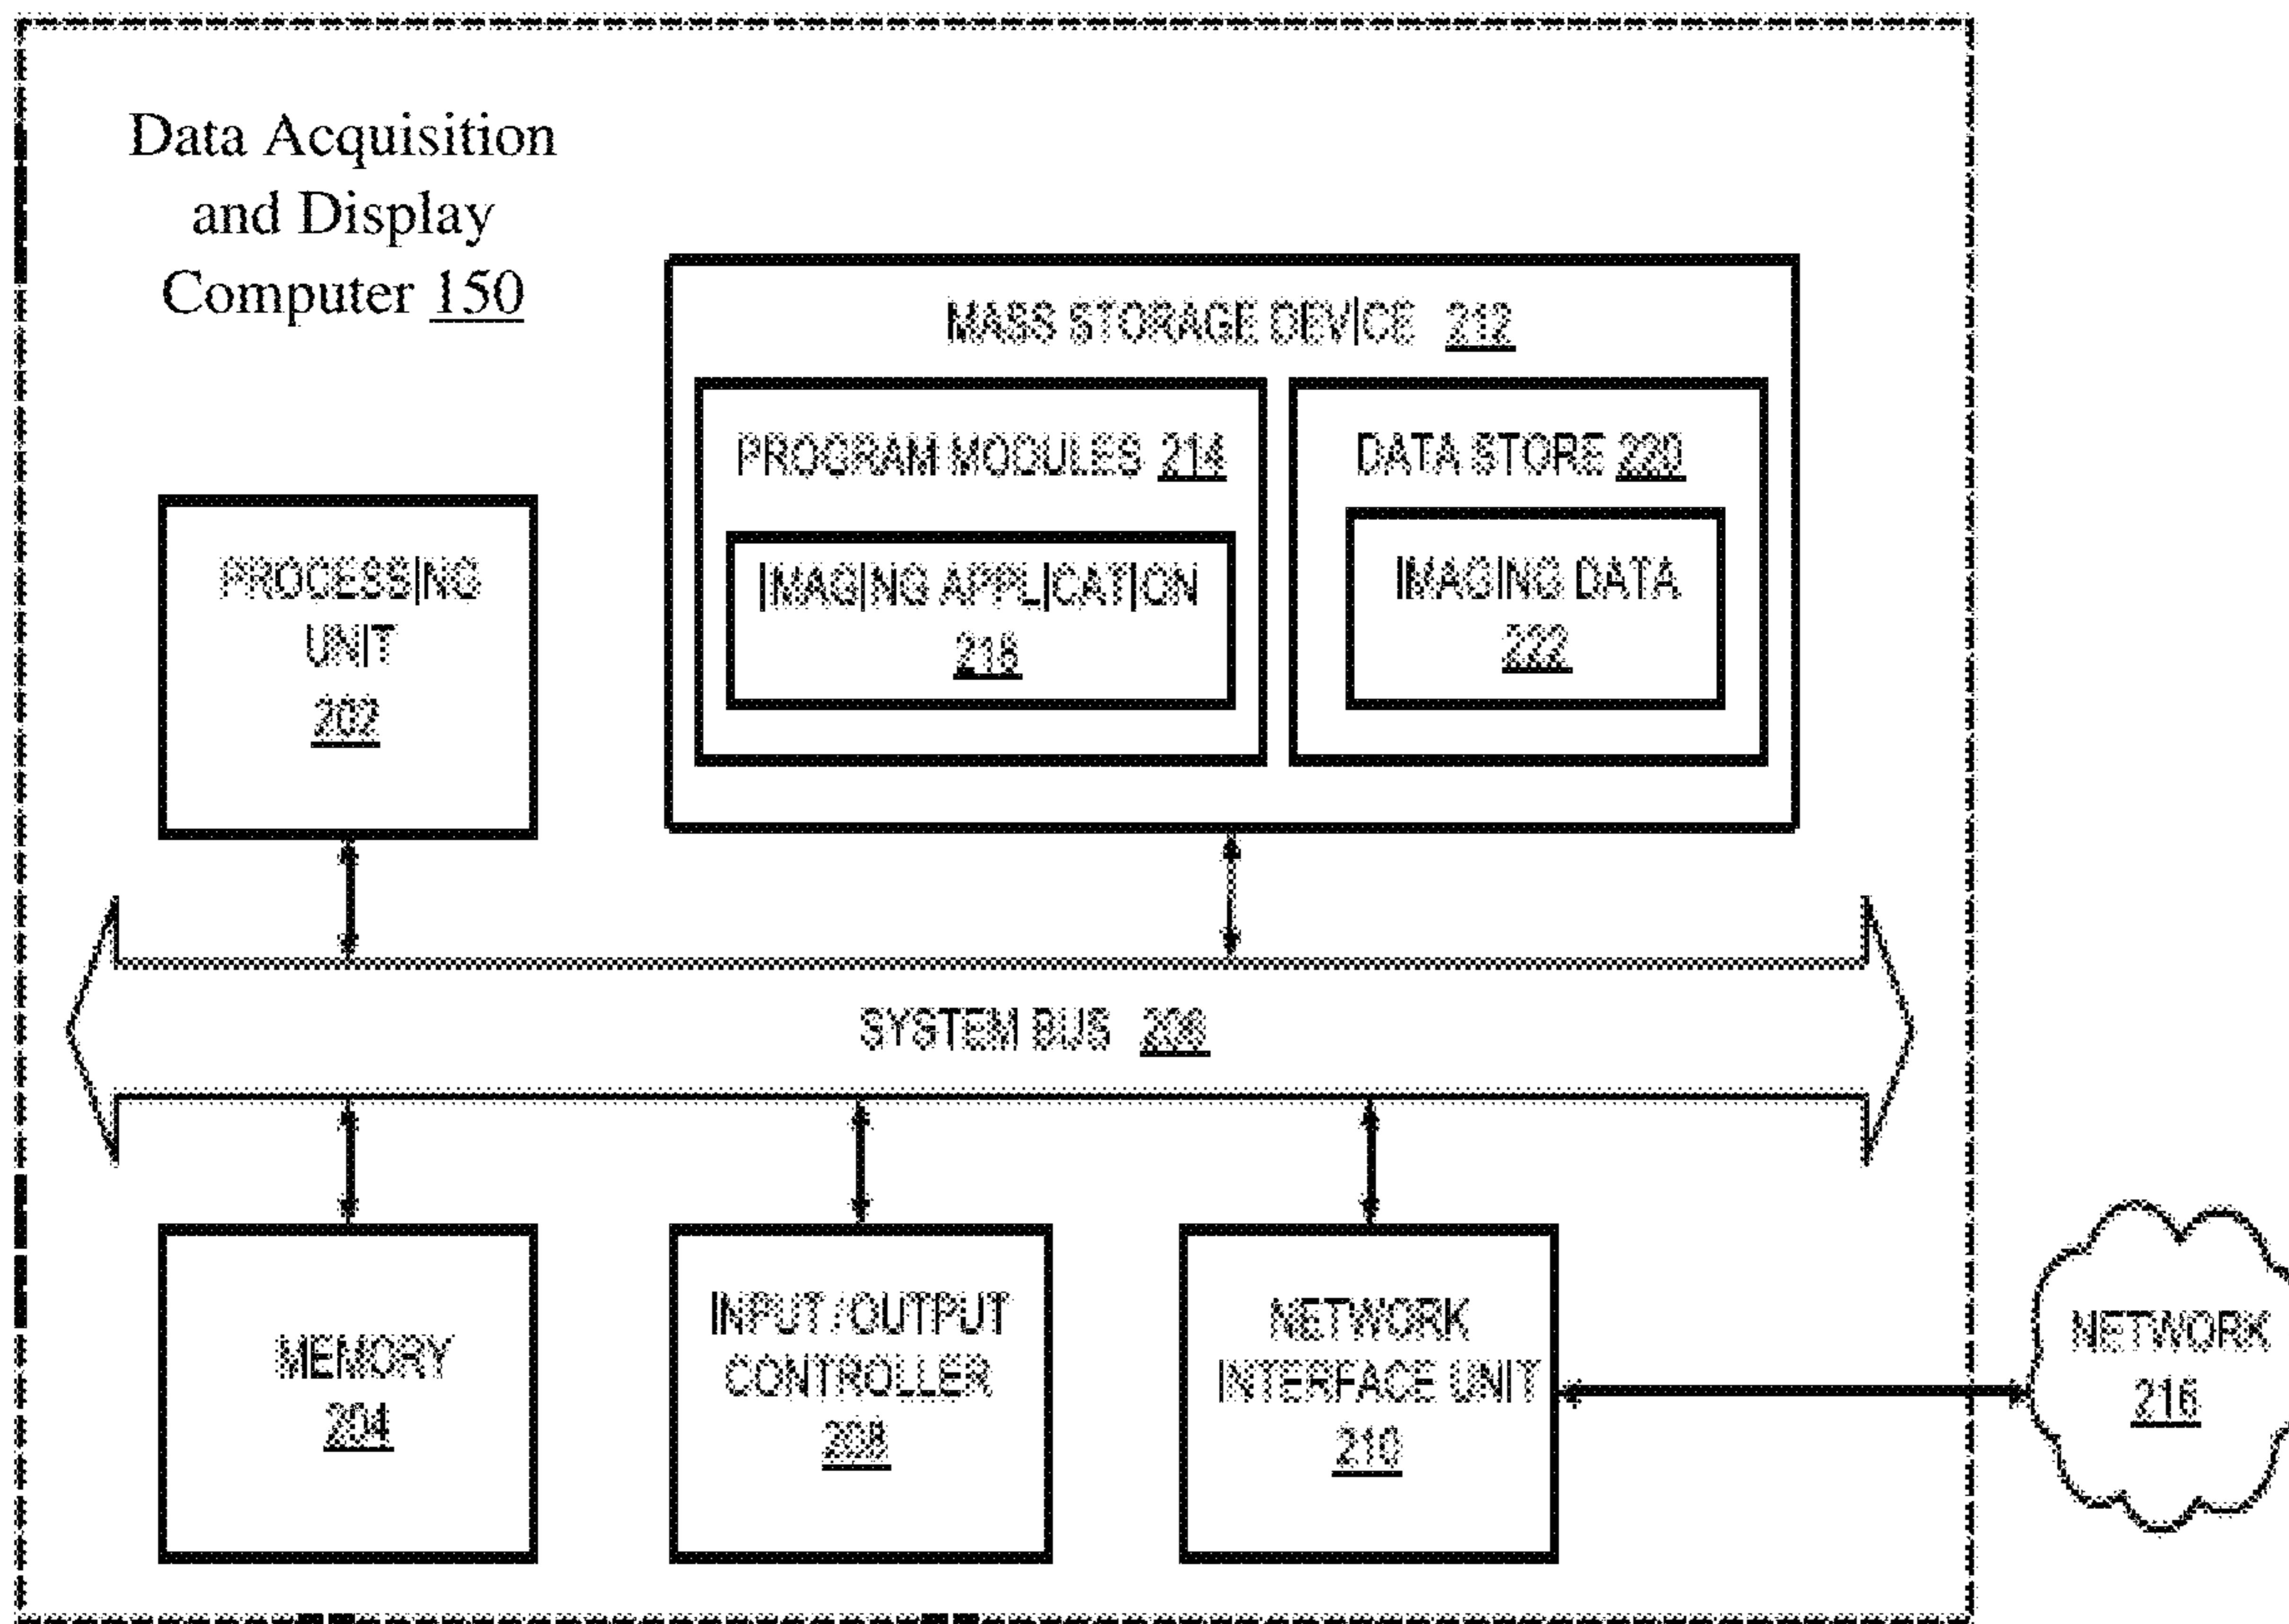 Data Acquisition
and Display
Computer 150
MASS STORAGE DEVICE 212
PROGRAM MODULES 214
DATA STORE 220
IMAGING APPLICATION
218
IMAGING DATA
222
PROCESSING
UNIT
202
SYSTEM BUS 206
MEMORY
204
INPUT/OUTPUT
CONTROLLER
208
NETWORK
INTERFACE UNIT
210
NETWORK
216